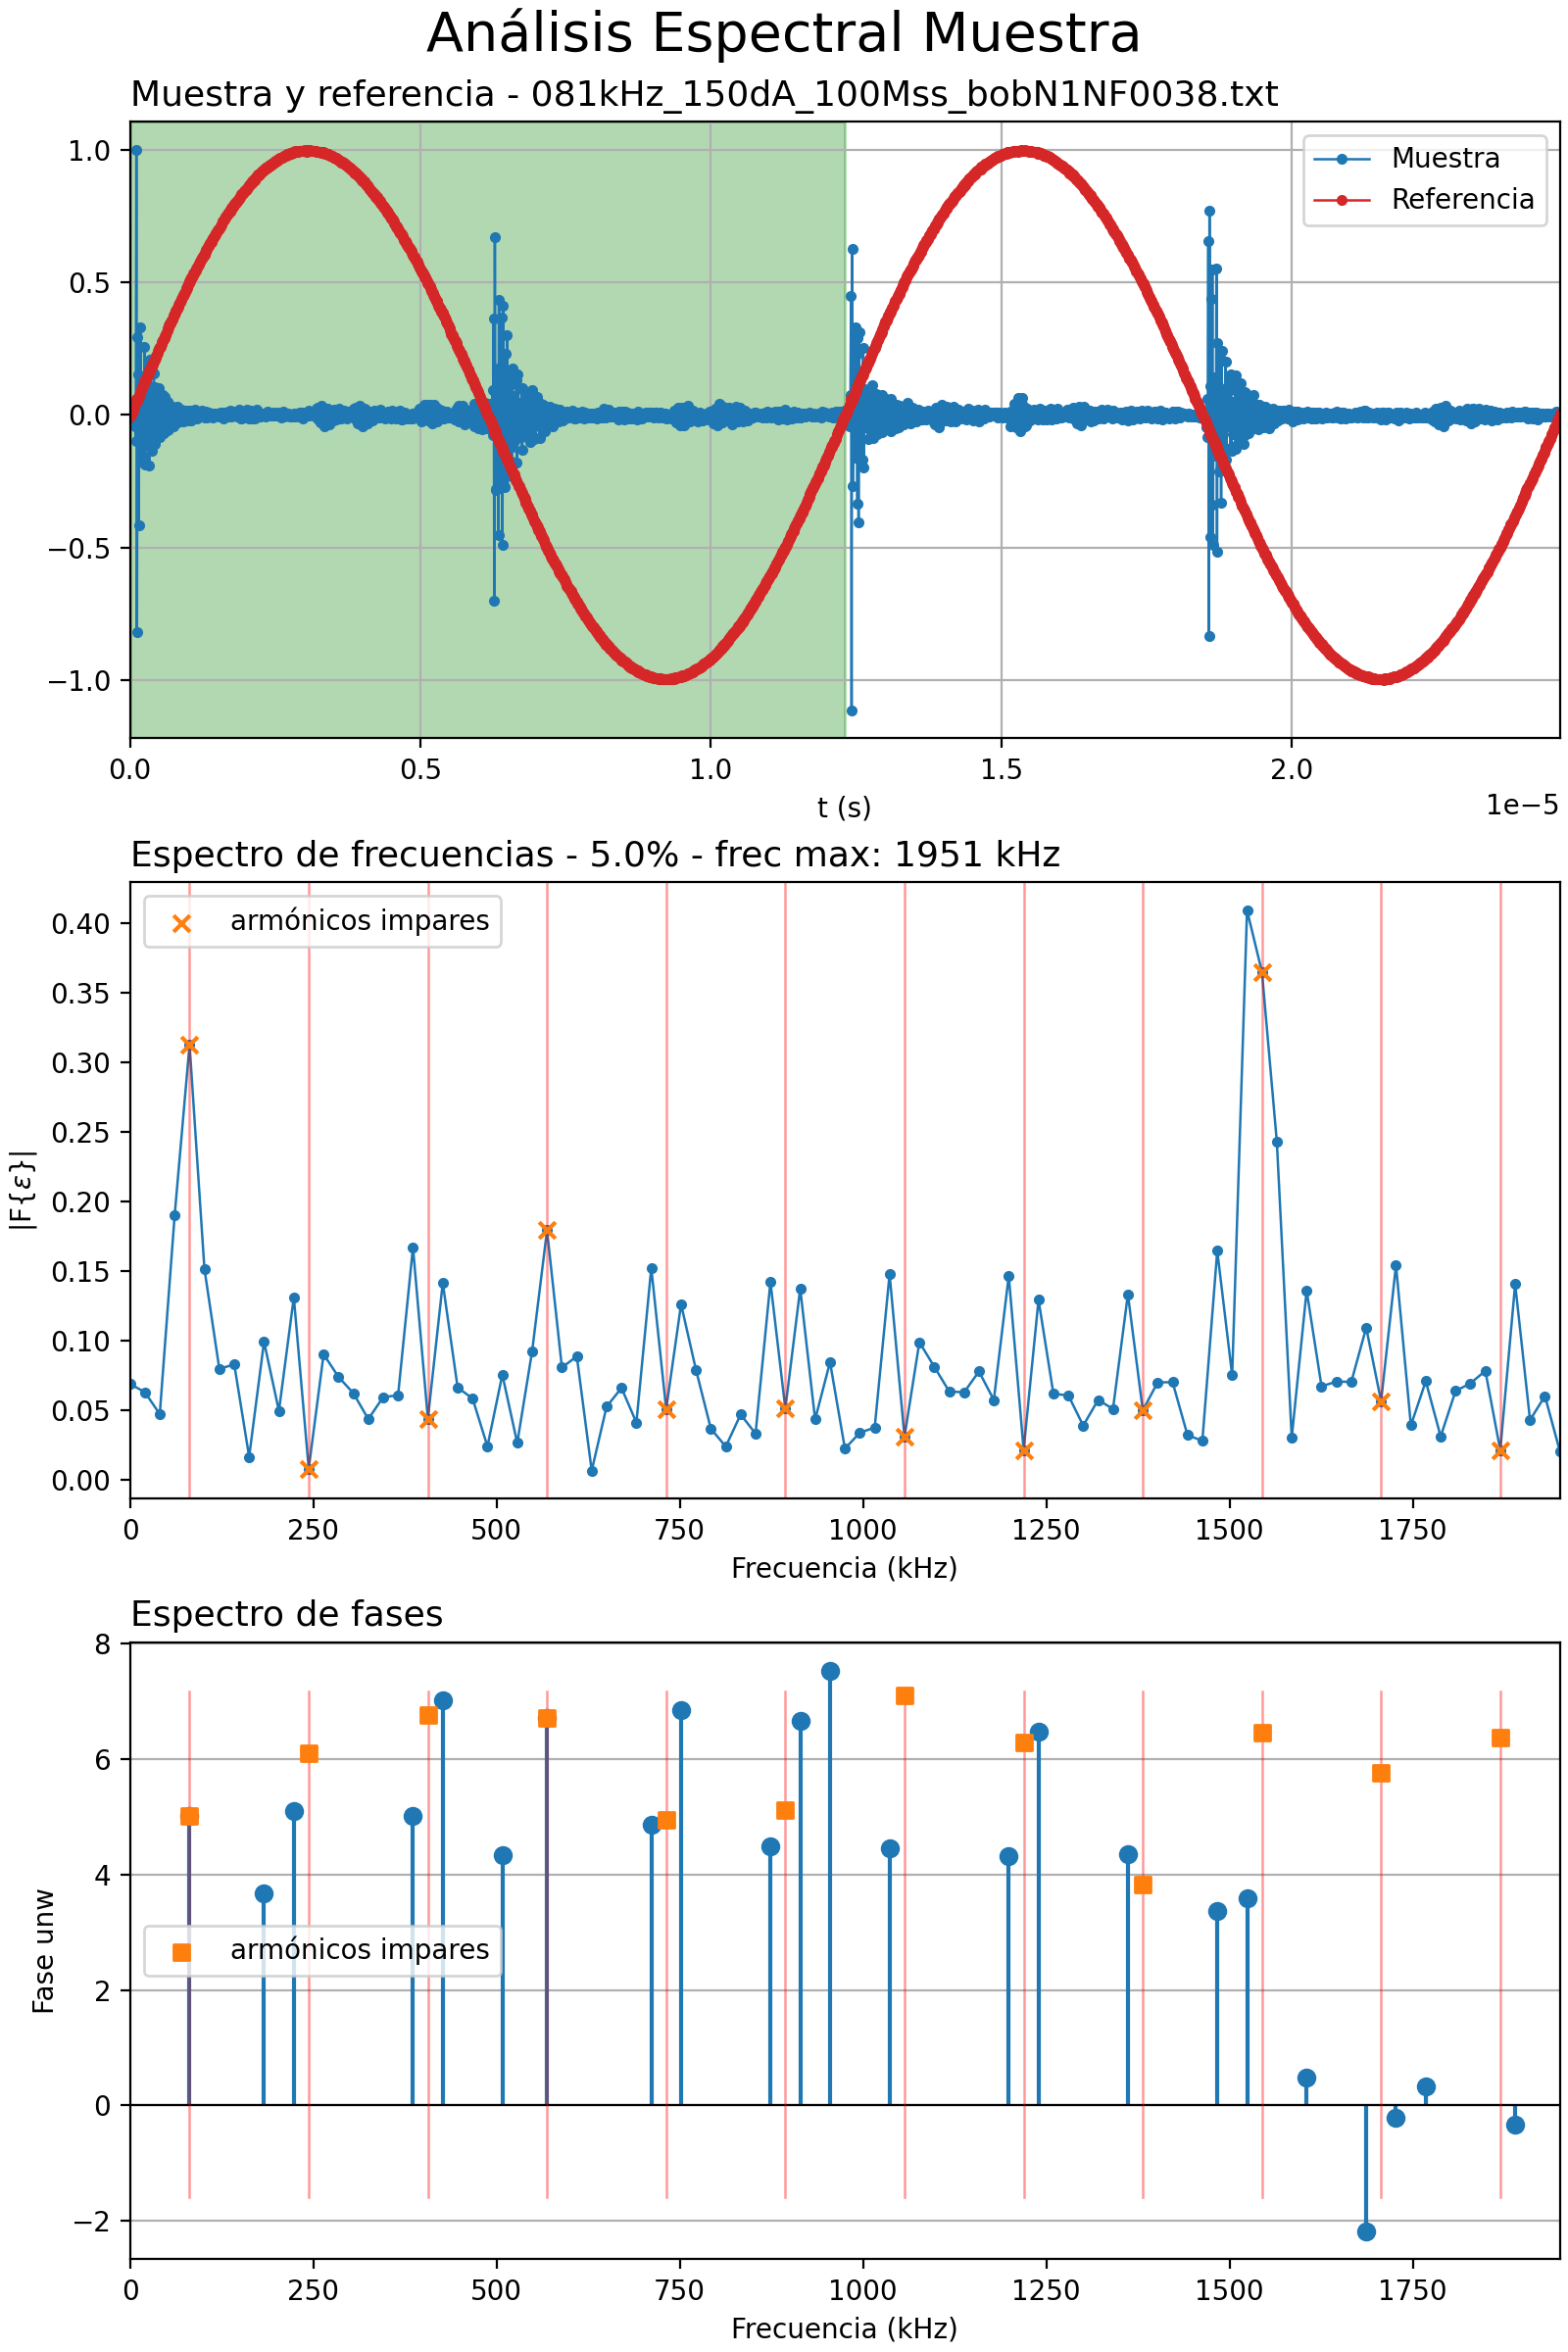 Análisis Espectral Muestra
Muestra y referencia - 081kHz_150dA_100Mss_bobN1NF0038.txt
1.0
0.5
0.0
−0.5
−1.0
Muestra
Referencia
0.0 0.5 1.0 1.5 2.0
t (s)
1e−5
Espectro de frecuencias - 5.0% - frec max: 1951 kHz
armónicos impares
|F{ε}|
0.40
0.35
0.30
0.25
0.20
0.15
0.10
0.05
0.00
0 250 500 750 1000 1250 1500 1750
Frecuencia (kHz)
Espectro de fases
8
6
4
2
0
−2
Fase unw
armónicos impares
0 250 500 750 1000 1250 1500 1750
Frecuencia (kHz)